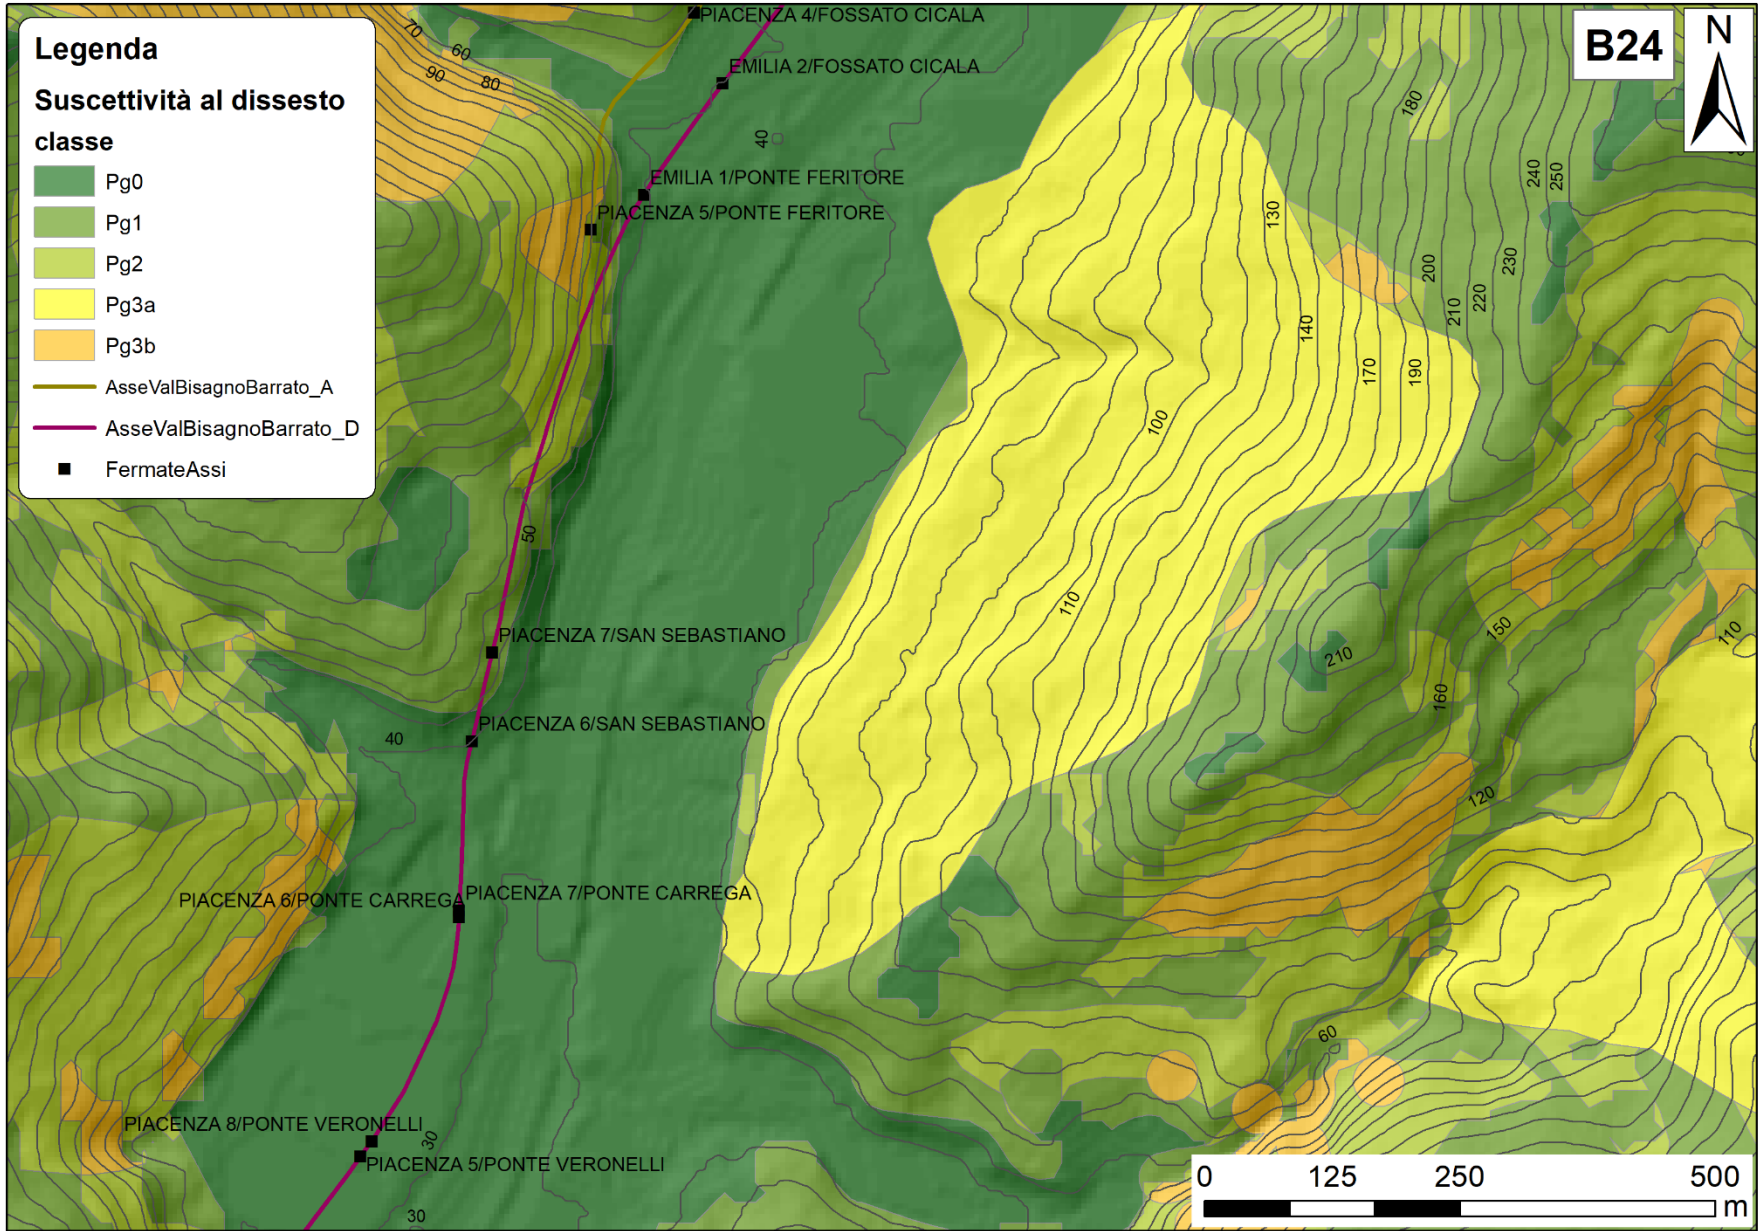 Legenda
Suscettività al dissesto
classe
Pg0
Pg1
Pg2
Pg3a
Pg3b
AsseValBisagnoBarrato_A
AsseValBisagnoBarrato_D
FermateAssi
B24
N
PIACENZA 4/FOSSATO CICALA
EMILIA 2/FOSSATO CICALA
EMILIA 1/PONTE FERITORE
PIACENZA 5/PONTE FERITORE
PIACENZA 7/SAN SEBASTIANO
PIACENZA 6/SAN SEBASTIANO
PIACENZA 6/PONTE CARREGA
PIACENZA 7/PONTE CARREGA
PIACENZA 8/PONTE VERONELLI
PIACENZA 5/PONTE VERONELLI
70
60
90
80
40
180
240
250
130
230
200
220
210
140
170
190
100
50
110
150
110
210
160
40
120
60
30
30
0 125 250 500
m